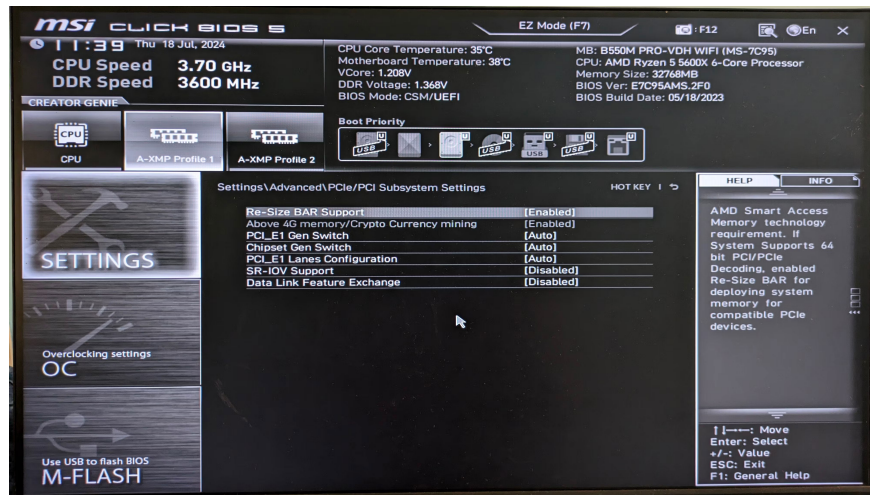 msi CLICK BIOS 5
EZ Mode (F7)
: F12
En
11:39 Thu 18 Jul, 2024
CPU Speed 3.70 GHz
DDR Speed 3600 MHz
CPU Core Temperature: 35°C
Motherboard Temperature: 38°C
VCore: 1.208V
DDR Voltage: 1.368V
BIOS Mode: CSM/UEFI
MB: B550M PRO-VDH WIFI (MS-7C95)
CPU: AMD Ryzen 5 5600X 6-Core Processor
Memory Size: 32768MB
BIOS Ver: E7C95AMS.2F0
BIOS Build Date: 05/18/2023
CREATOR GENIE
CPU
CPU
A-XMP Profile 1
A-XMP Profile 2
Boot Priority
USB U
U
USB U
USB U
USB U
U
SETTINGS
Overclocking settings
OC
Use USB to flash BIOS
M-FLASH
Settings\Advanced\PCIe/PCI Subsystem Settings
HOT KEY
Re-Size BAR Support [Enabled]
Above 4G memory/Crypto Currency mining [Enabled]
PCI_E1 Gen Switch [Auto]
Chipset Gen Switch [Auto]
PCI_E1 Lanes Configuration [Auto]
SR-IOV Support [Disabled]
Data Link Feature Exchange [Disabled]
HELP
INFO
AMD Smart Access
Memory technology
requirement. If
System Supports 64
bit PCI/PCIe
Decoding, enabled
Re-Size BAR for
deploying system
memory for
compatible PCIe
devices.
↑↓→←: Move
Enter: Select
+/-: Value
ESC: Exit
F1: General Help